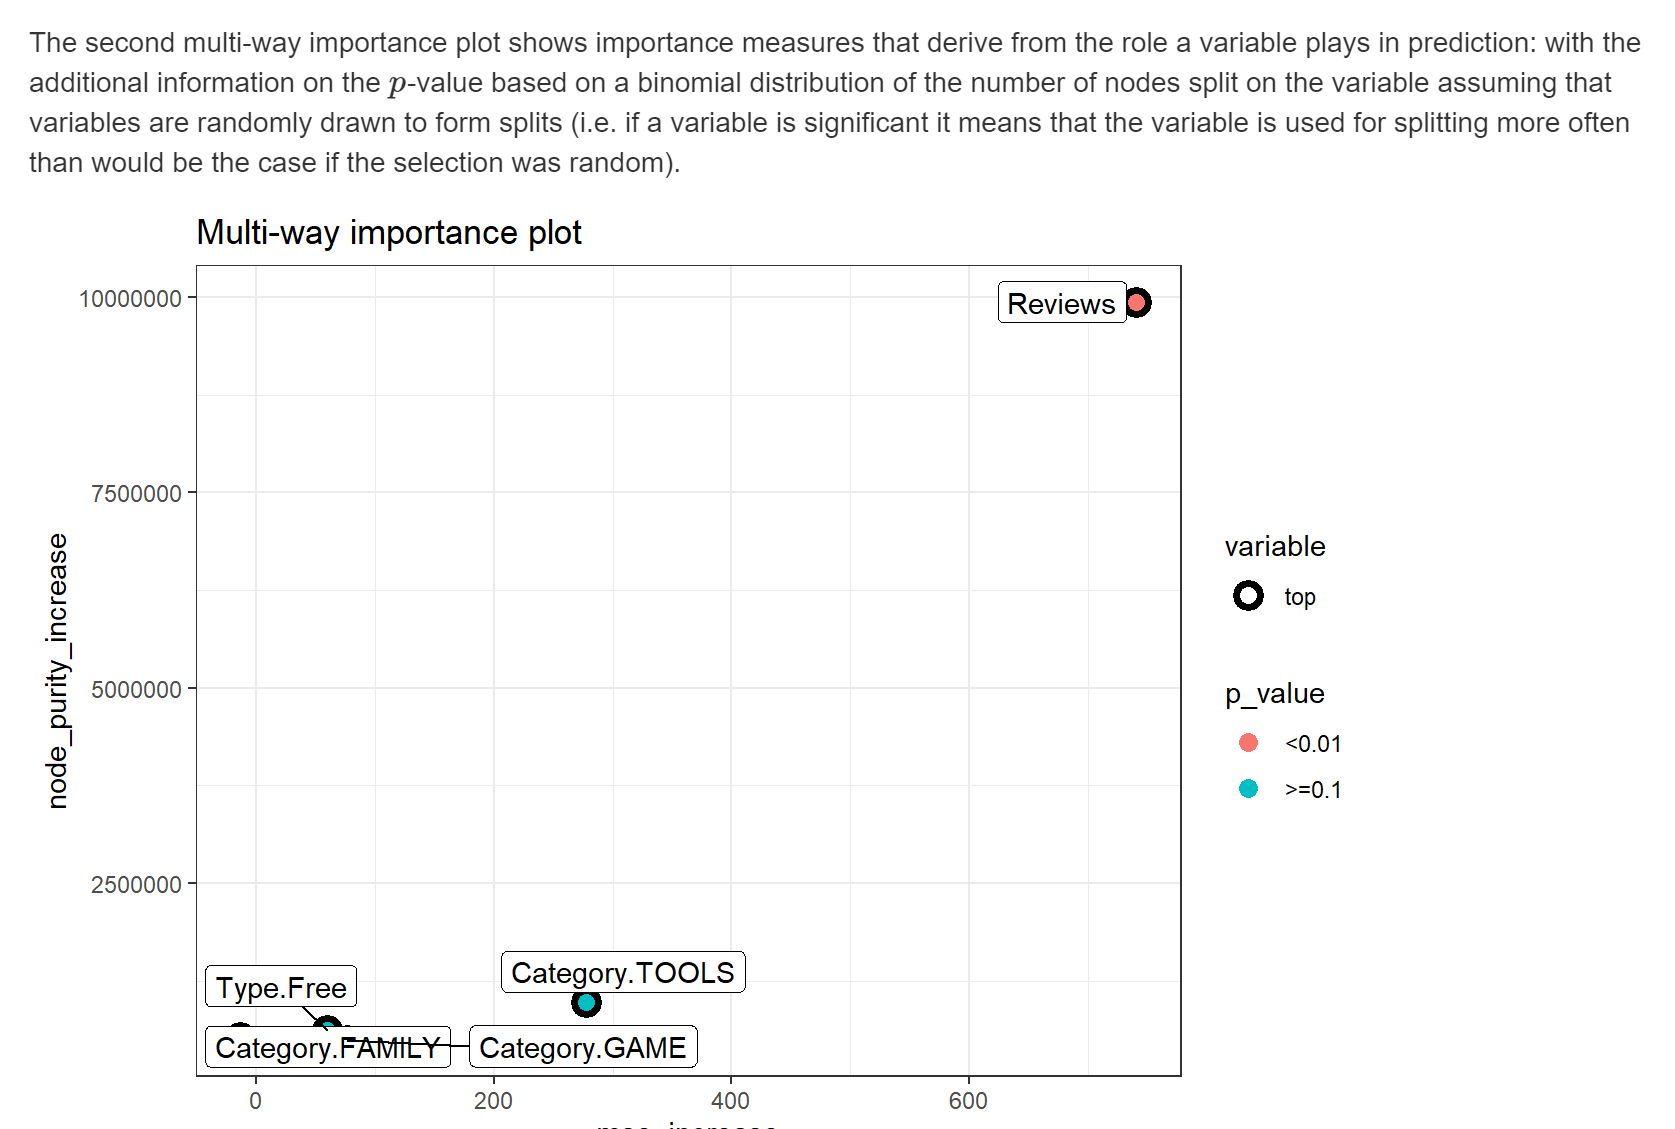 The second multi-way importance plot shows importance measures that derive from the role a variable plays in prediction: with the
additional information on the p-value based on a binomial distribution of the number of nodes split on the variable assuming that
variables are randomly drawn to form splits (i.e. if a variable is significant it means that the variable is used for splitting more often
than would be the case if the selection was random).
Multi-way importance plot
10000000
7500000
5000000
2500000
node_purity_increase
Reviews
Category.TOOLS
Type.Free
Category.FAMILY
Category.GAME
0
200
400
600
variable
top
p_value
<0.01
>=0.1